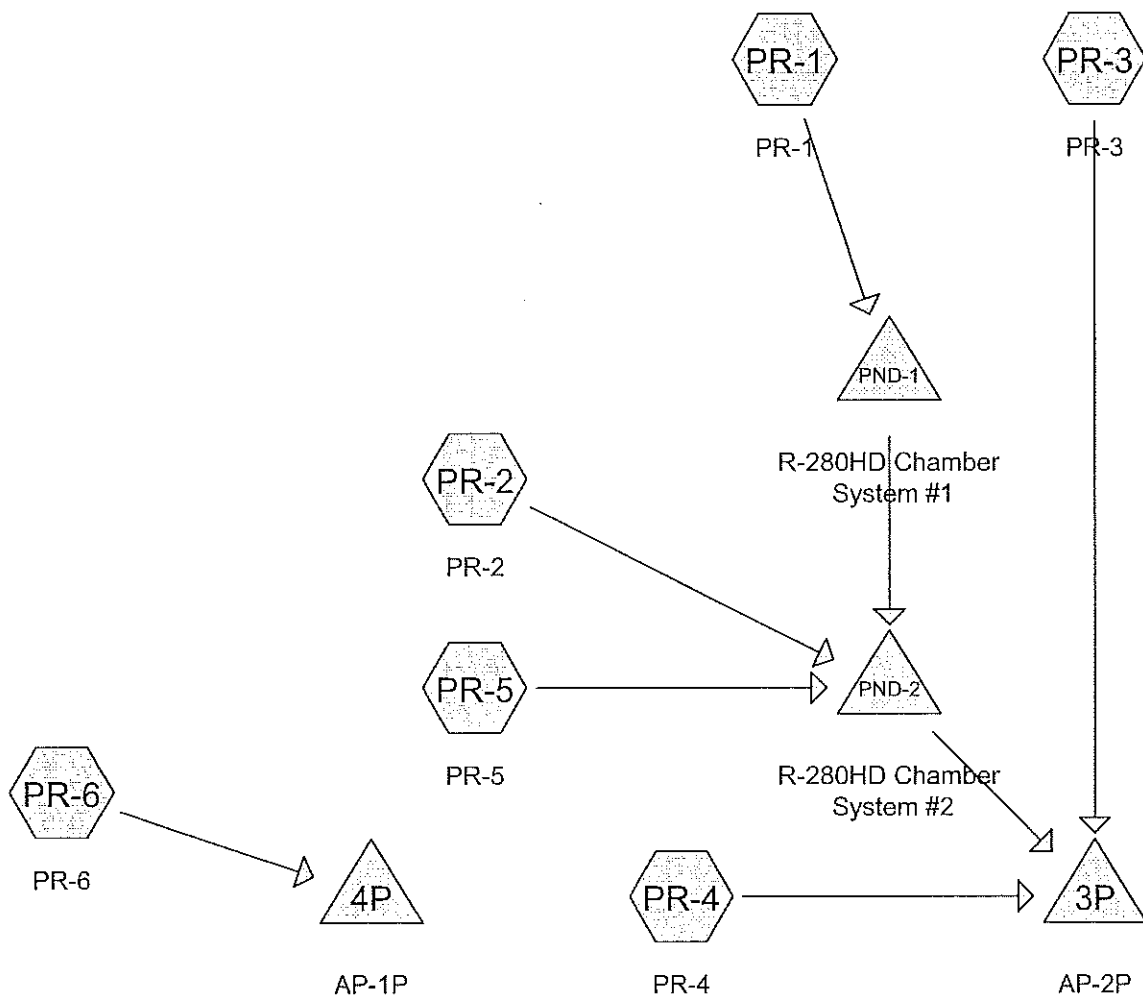 PR-1
PR-3
PR-1
PR-3
PND-1
PR-2
R-280HD Chamber
System #1
PR-2
PR-5
PND-2
PR-5
R-280HD Chamber
System #2
PR-6
PR-6
4P
PR-4
3P
AP-1P
PR-4
AP-2P